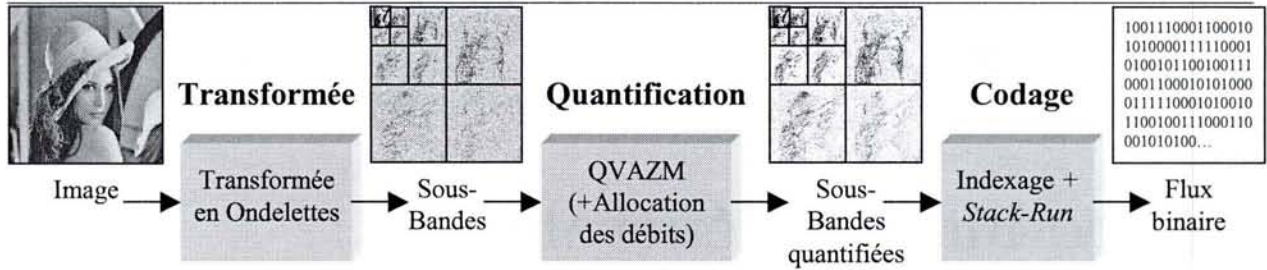 Transformée
Quantification
Codage
1001110001100010
1010000111110001
0100101100100111
0001100010101000
0111110001010010
1100100111000110
001010100...
Image
Transformée
en Ondelettes
Sous-
Bandes
QVAZM
(+Allocation
des débits)
Sous-
Bandes
quantifiées
Indexage +
Stack-Run
Flux
binaire